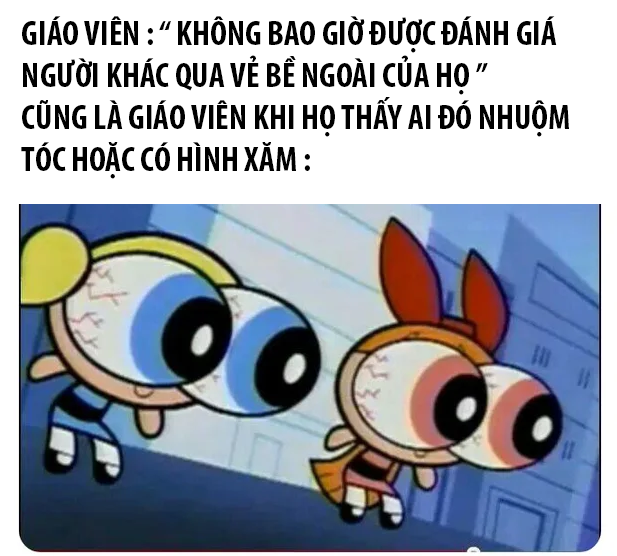 GIÁO VIÊN : “ KHÔNG BAO GIỜ ĐƯỢC ĐÁNH GIÁ
NGƯỜI KHÁC QUA VẺ BỀ NGOÀI CỦA HỌ ”
CŨNG LÀ GIÁO VIÊN KHI HỌ THẤY AI ĐÓ NHUỘM
TÓC HOẶC CÓ HÌNH XĂM :